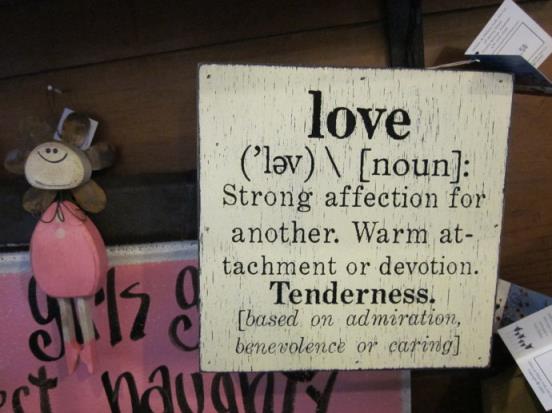 love
('ləv) \ [noun]:
Strong affection for
another. Warm at-
tachment or devotion.
Tenderness.
[based on admiration,
benevolence or caring]
girls g
naughty